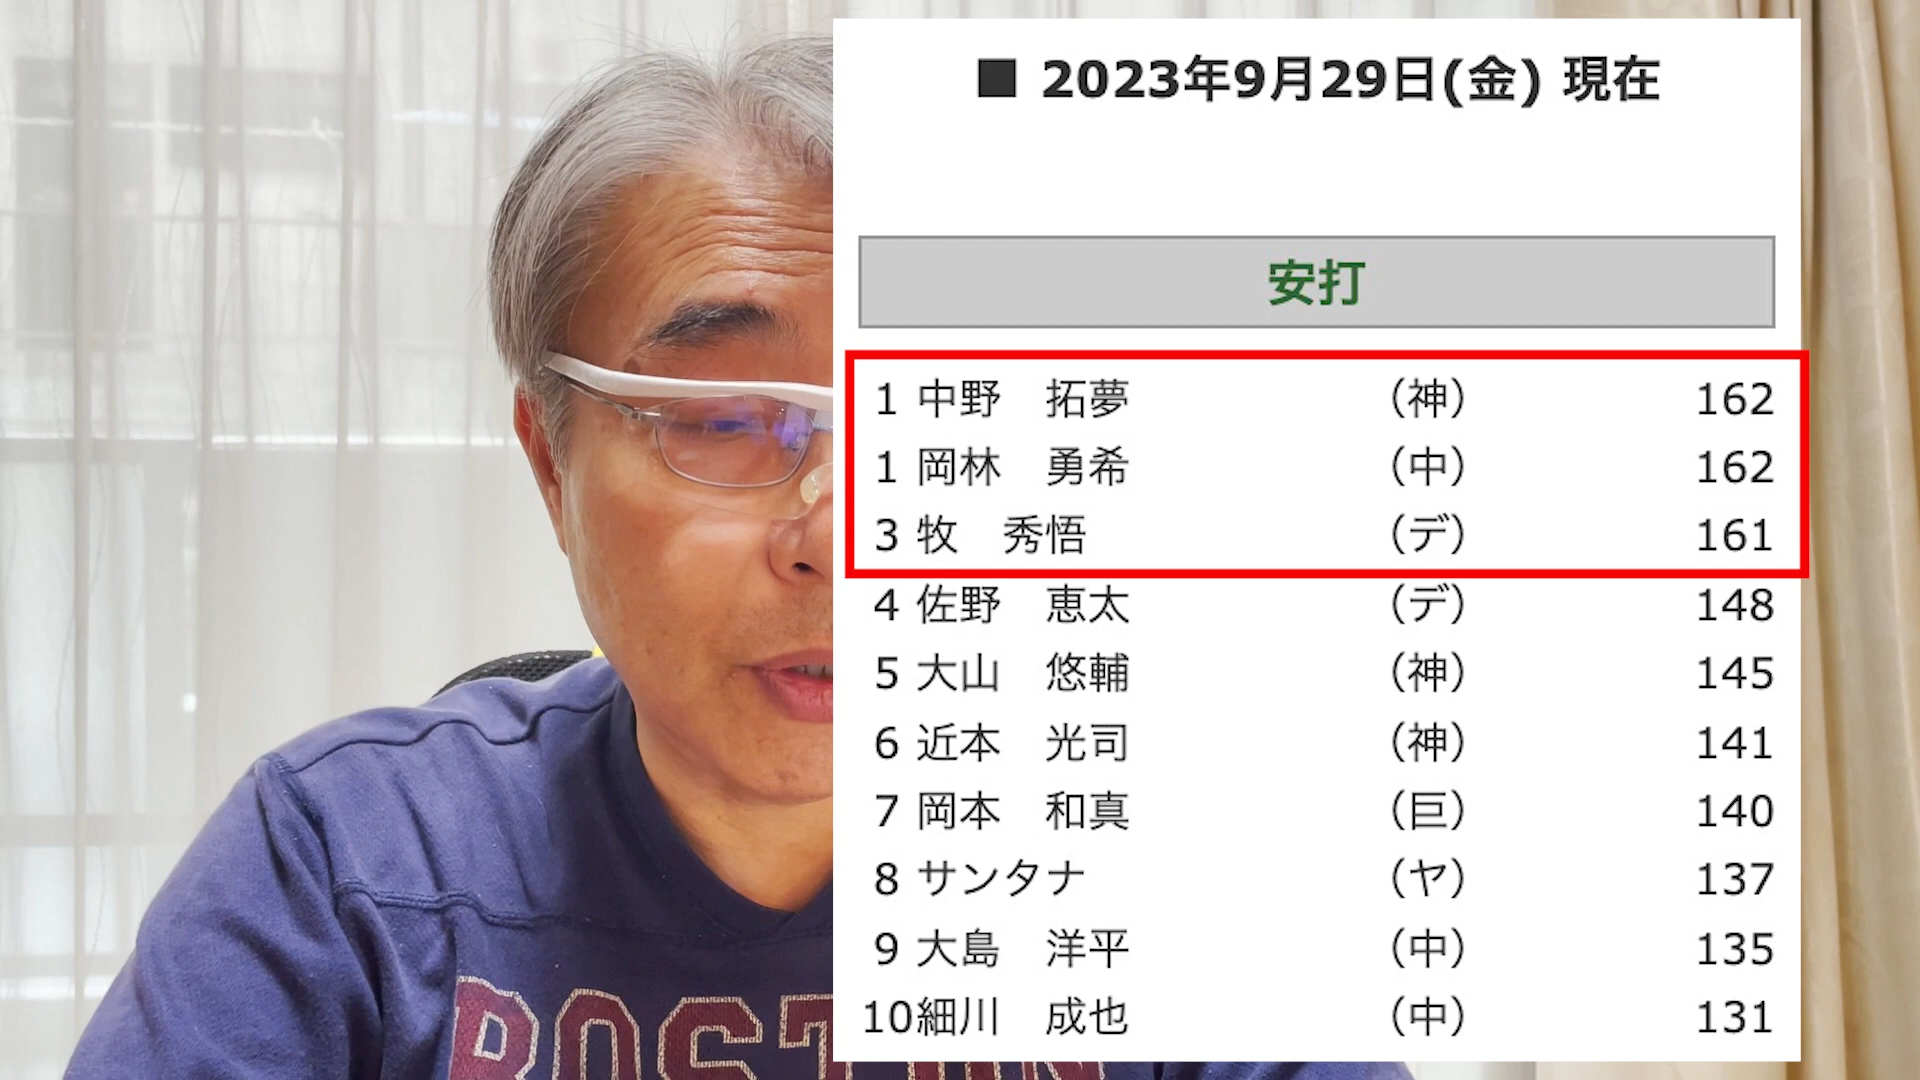 ■ 2023年9月29日(金) 現在
安打
1 中野 拓夢 （神） 162
1 岡林 勇希 （中） 162
3 牧 秀悟 （デ） 161
4 佐野 恵太 （デ） 148
5 大山 悠輔 （神） 145
6 近本 光司 （神） 141
7 岡本 和真 （巨） 140
8 サンタナ （ヤ） 137
9 大島 洋平 （中） 135
10 細川 成也 （中） 131
BOSTON